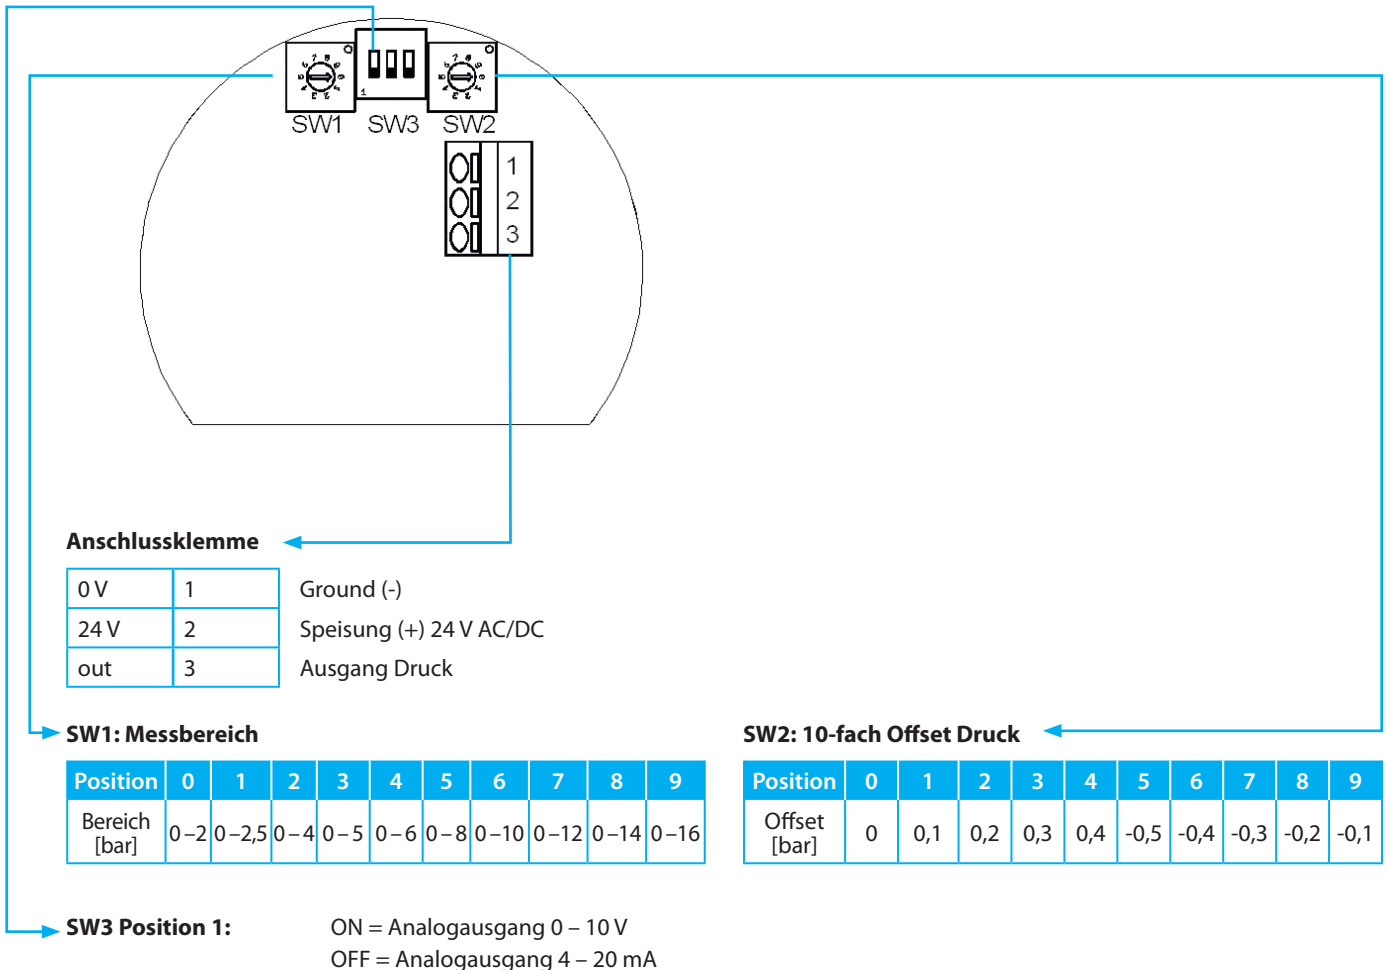 1
SW1 SW3 SW2
1
2
3
Anschlussklemme
0 V 1 Ground (-)
24 V 2 Speisung (+) 24 V AC/DC
out 3 Ausgang Druck
SW1: Messbereich
Position 0 1 2 3 4 5 6 7 8 9
Bereich [bar] 0–2 0–2,5 0–4 0–5 0–6 0–8 0–10 0–12 0–14 0–16
SW2: 10-fach Offset Druck
Position 0 1 2 3 4 5 6 7 8 9
Offset [bar] 0 0,1 0,2 0,3 0,4 -0,5 -0,4 -0,3 -0,2 -0,1
SW3 Position 1: ON = Analogausgang 0 – 10 V
OFF = Analogausgang 4 – 20 mA